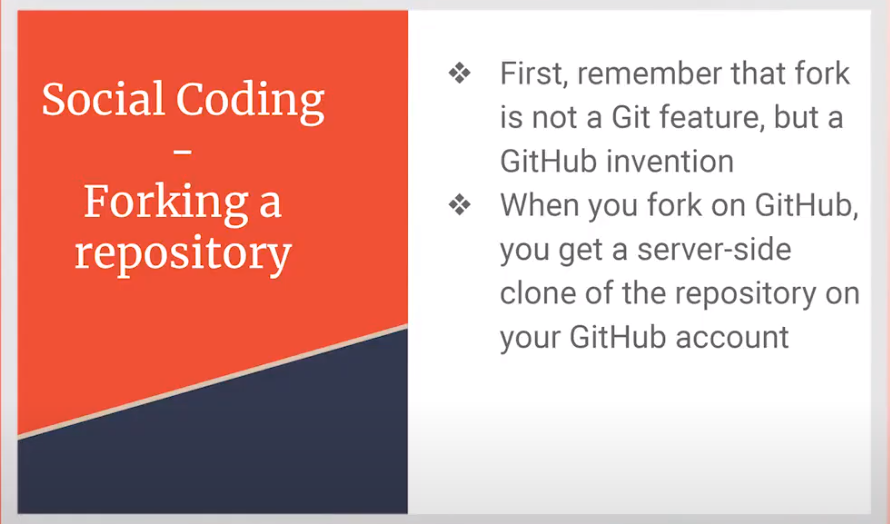 Social Coding
–
Forking a
repository
❖ First, remember that fork
is not a Git feature, but a
GitHub invention
❖ When you fork on GitHub,
you get a server-side
clone of the repository on
your GitHub account